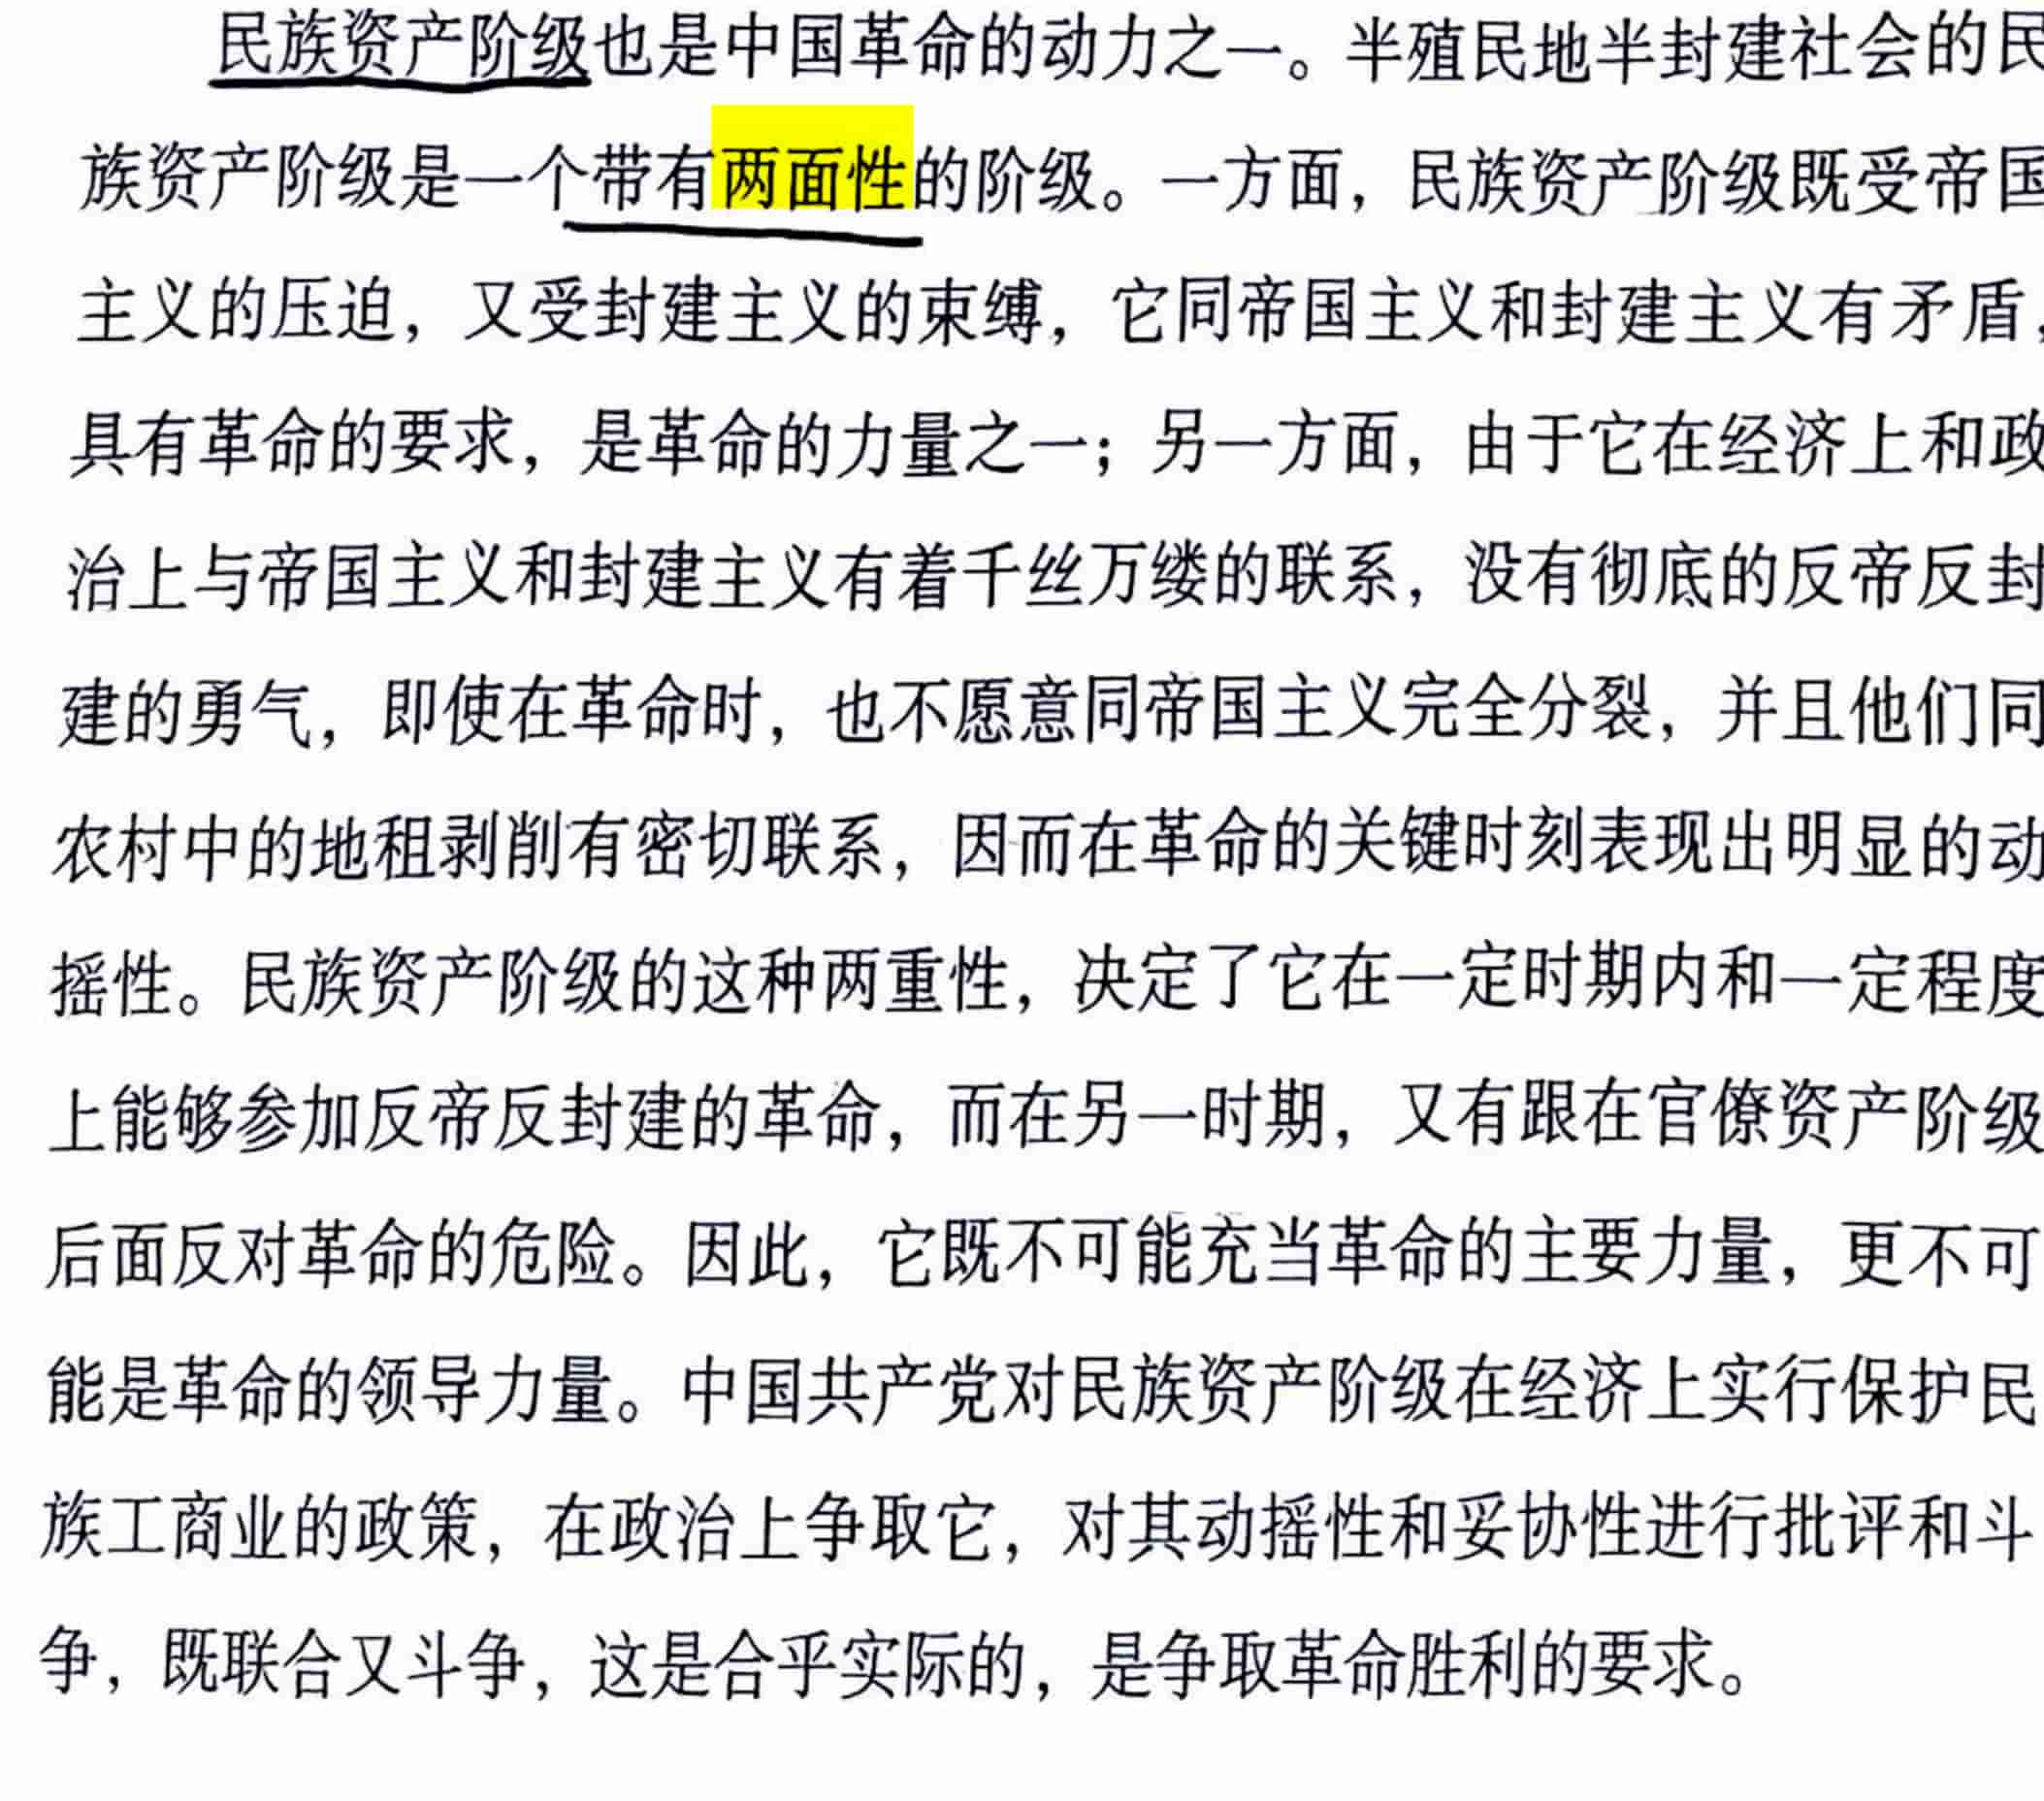 民族资产阶级也是中国革命的动力之一。半殖民地半封建社会的民
族资产阶级是一个带有两面性的阶级。一方面，民族资产阶级既受帝国
主义的压迫，又受封建主义的束缚，它同帝国主义和封建主义有矛盾，
具有革命的要求，是革命的力量之一；另一方面，由于它在经济上和政
治上与帝国主义和封建主义有着千丝万缕的联系，没有彻底的反帝反封
建的勇气，即使在革命时，也不愿意同帝国主义完全分裂，并且他们同
农村中的地租剥削有密切联系，因而在革命的关键时刻表现出明显的动
摇性。民族资产阶级的这种两重性，决定了它在一定时期内和一定程度
上能够参加反帝反封建的革命，而在另一时期，又有跟在官僚资产阶级
后面反对革命的危险。因此，它既不可能充当革命的主要力量，更不可
能是革命的领导力量。中国共产党对民族资产阶级在经济上实行保护民
族工商业的政策，在政治上争取它，对其动摇性和妥协性进行批评和斗
争，既联合又斗争，这是合乎实际的，是争取革命胜利的要求。